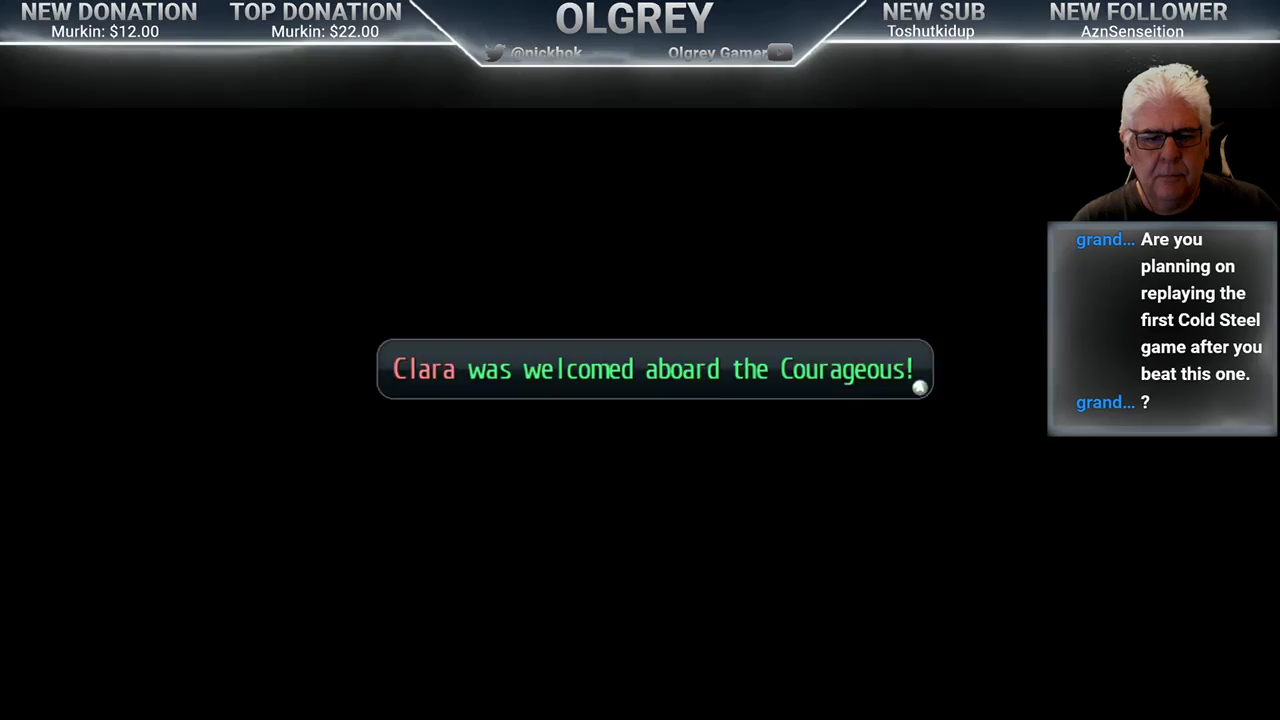 NEW DONATION
Murkin: $12.00
TOP DONATION
Murkin: $22.00
OLGREY
@nickhok
Olgrey Gamer
NEW SUB
Toshutkidup
NEW FOLLOWER
AznSenseition
grand... Are you
planning on
replaying the
first Cold Steel
game after you
beat this one.
grand... ?
Clara was welcomed aboard the Courageous!